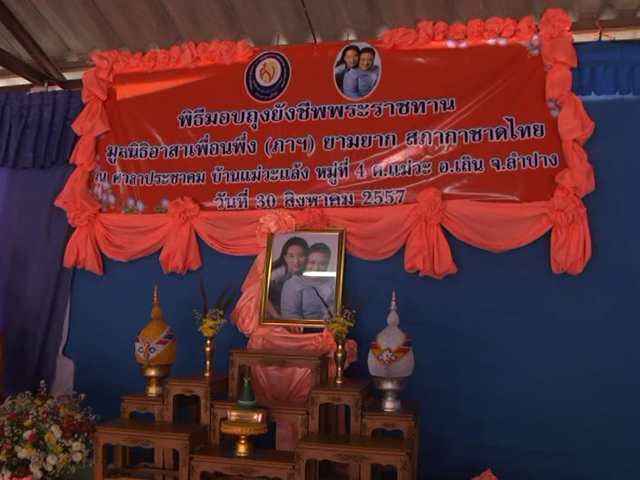 พิธีมอบถุงยังชีพพระราชทาน
มูลนิธิอาสาเพื่อนพึ่ง (ภาฯ) ยามยาก สภากาชาดไทย
ณ ศาลาประชาคม บ้านแม่วะแล้ง หมู่ที่ 4 ต.แม่วะ อ.เถิน จ.ลำปาง
วันที่ 30 สิงหาคม 2557